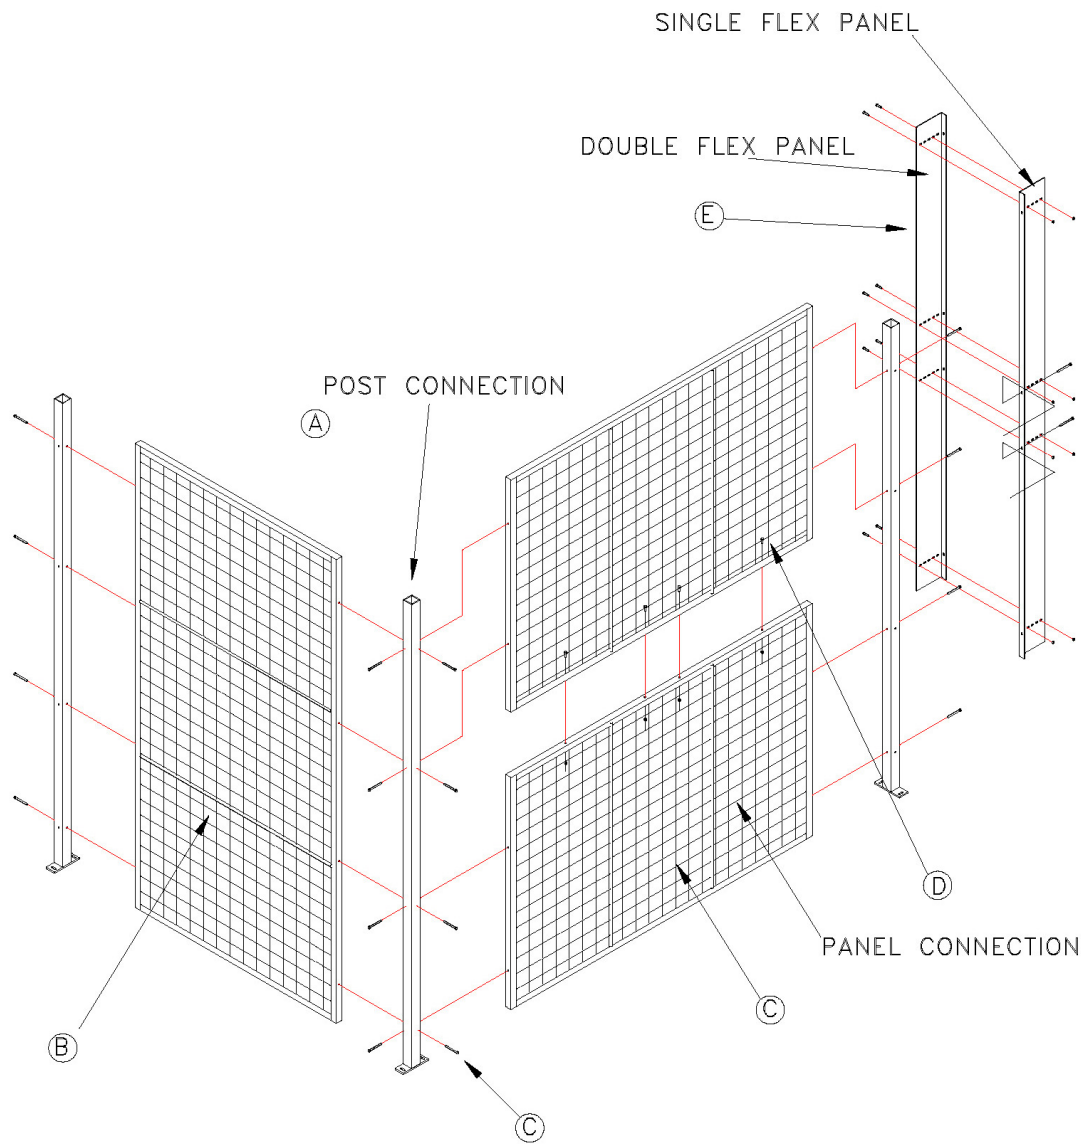 SINGLE FLEX PANEL
DOUBLE FLEX PANEL
E
POST CONNECTION
A
D
PANEL CONNECTION
C
B
C